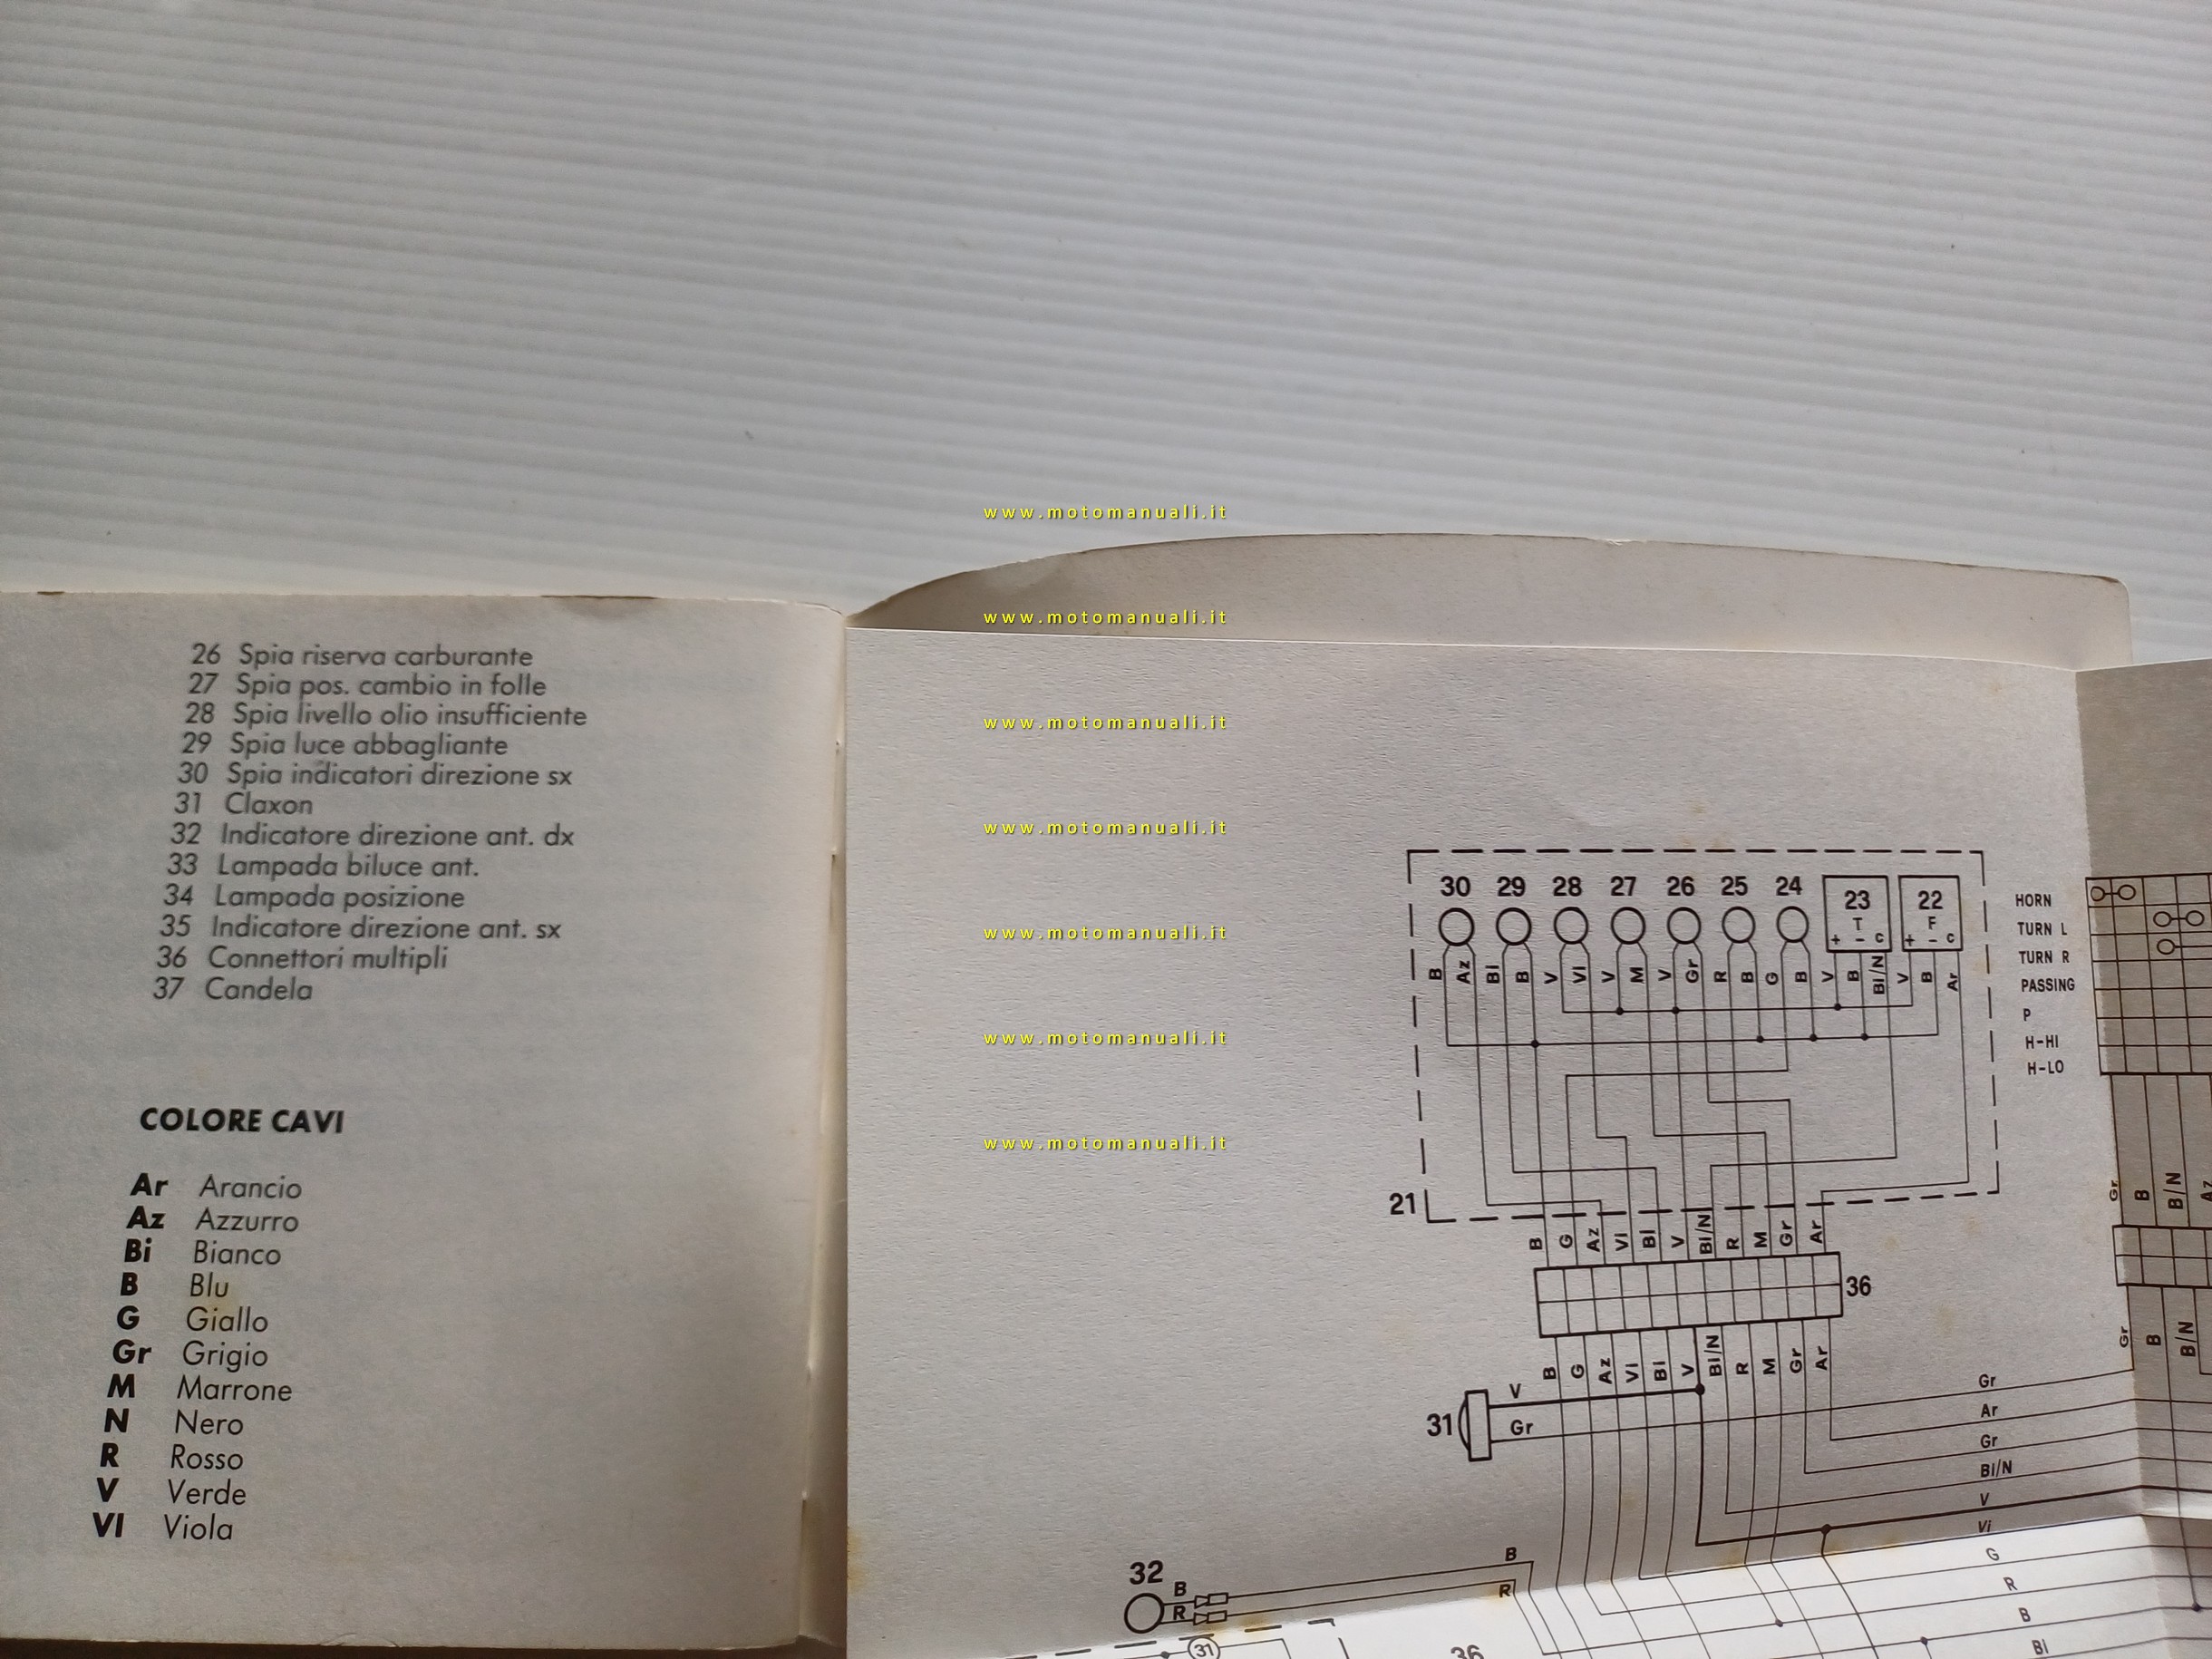 26 Spia riserva carburante
27 Spia pos. cambio in folle
28 Spia livello olio insufficiente
29 Spia luce abbagliante
30 Spia indicatori direzione sx
31 Claxon
32 Indicatore direzione ant. dx
33 Lampada biluce ant.
34 Lampada posizione
35 Indicatore direzione ant. sx
36 Connettori multipli
37 Candela
COLORE CAVI
Ar Arancio
Az Azzurro
Bi Bianco
B Blu
G Giallo
Gr Grigio
M Marrone
N Nero
R Rosso
V Verde
VI Viola
www.motomanuali.it
www.motomanuali.it
www.motomanuali.it
www.motomanuali.it
www.motomanuali.it
www.motomanuali.it
www.motomanuali.it
30 29 28 27 26 25 24 23 22
T F
+ - c + - c
B Az Bi B V Vi V M V Gr R B G B V B Bi/N V B Ar
HORN
TURN L
TURN R
PASSING
P
H-HI
H-LO
21
B G Az Vi Bi V Bi/N R M Gr Ar
36
B G Az Vi Bi V Bi/N R M Gr Ar
31
V
Gr
Gr B B/N Az
Gr B B/N
Gr
Ar
Gr
Bi/N
V
Vi
G
R
B
Bi
32
B
R
B
R
31
36